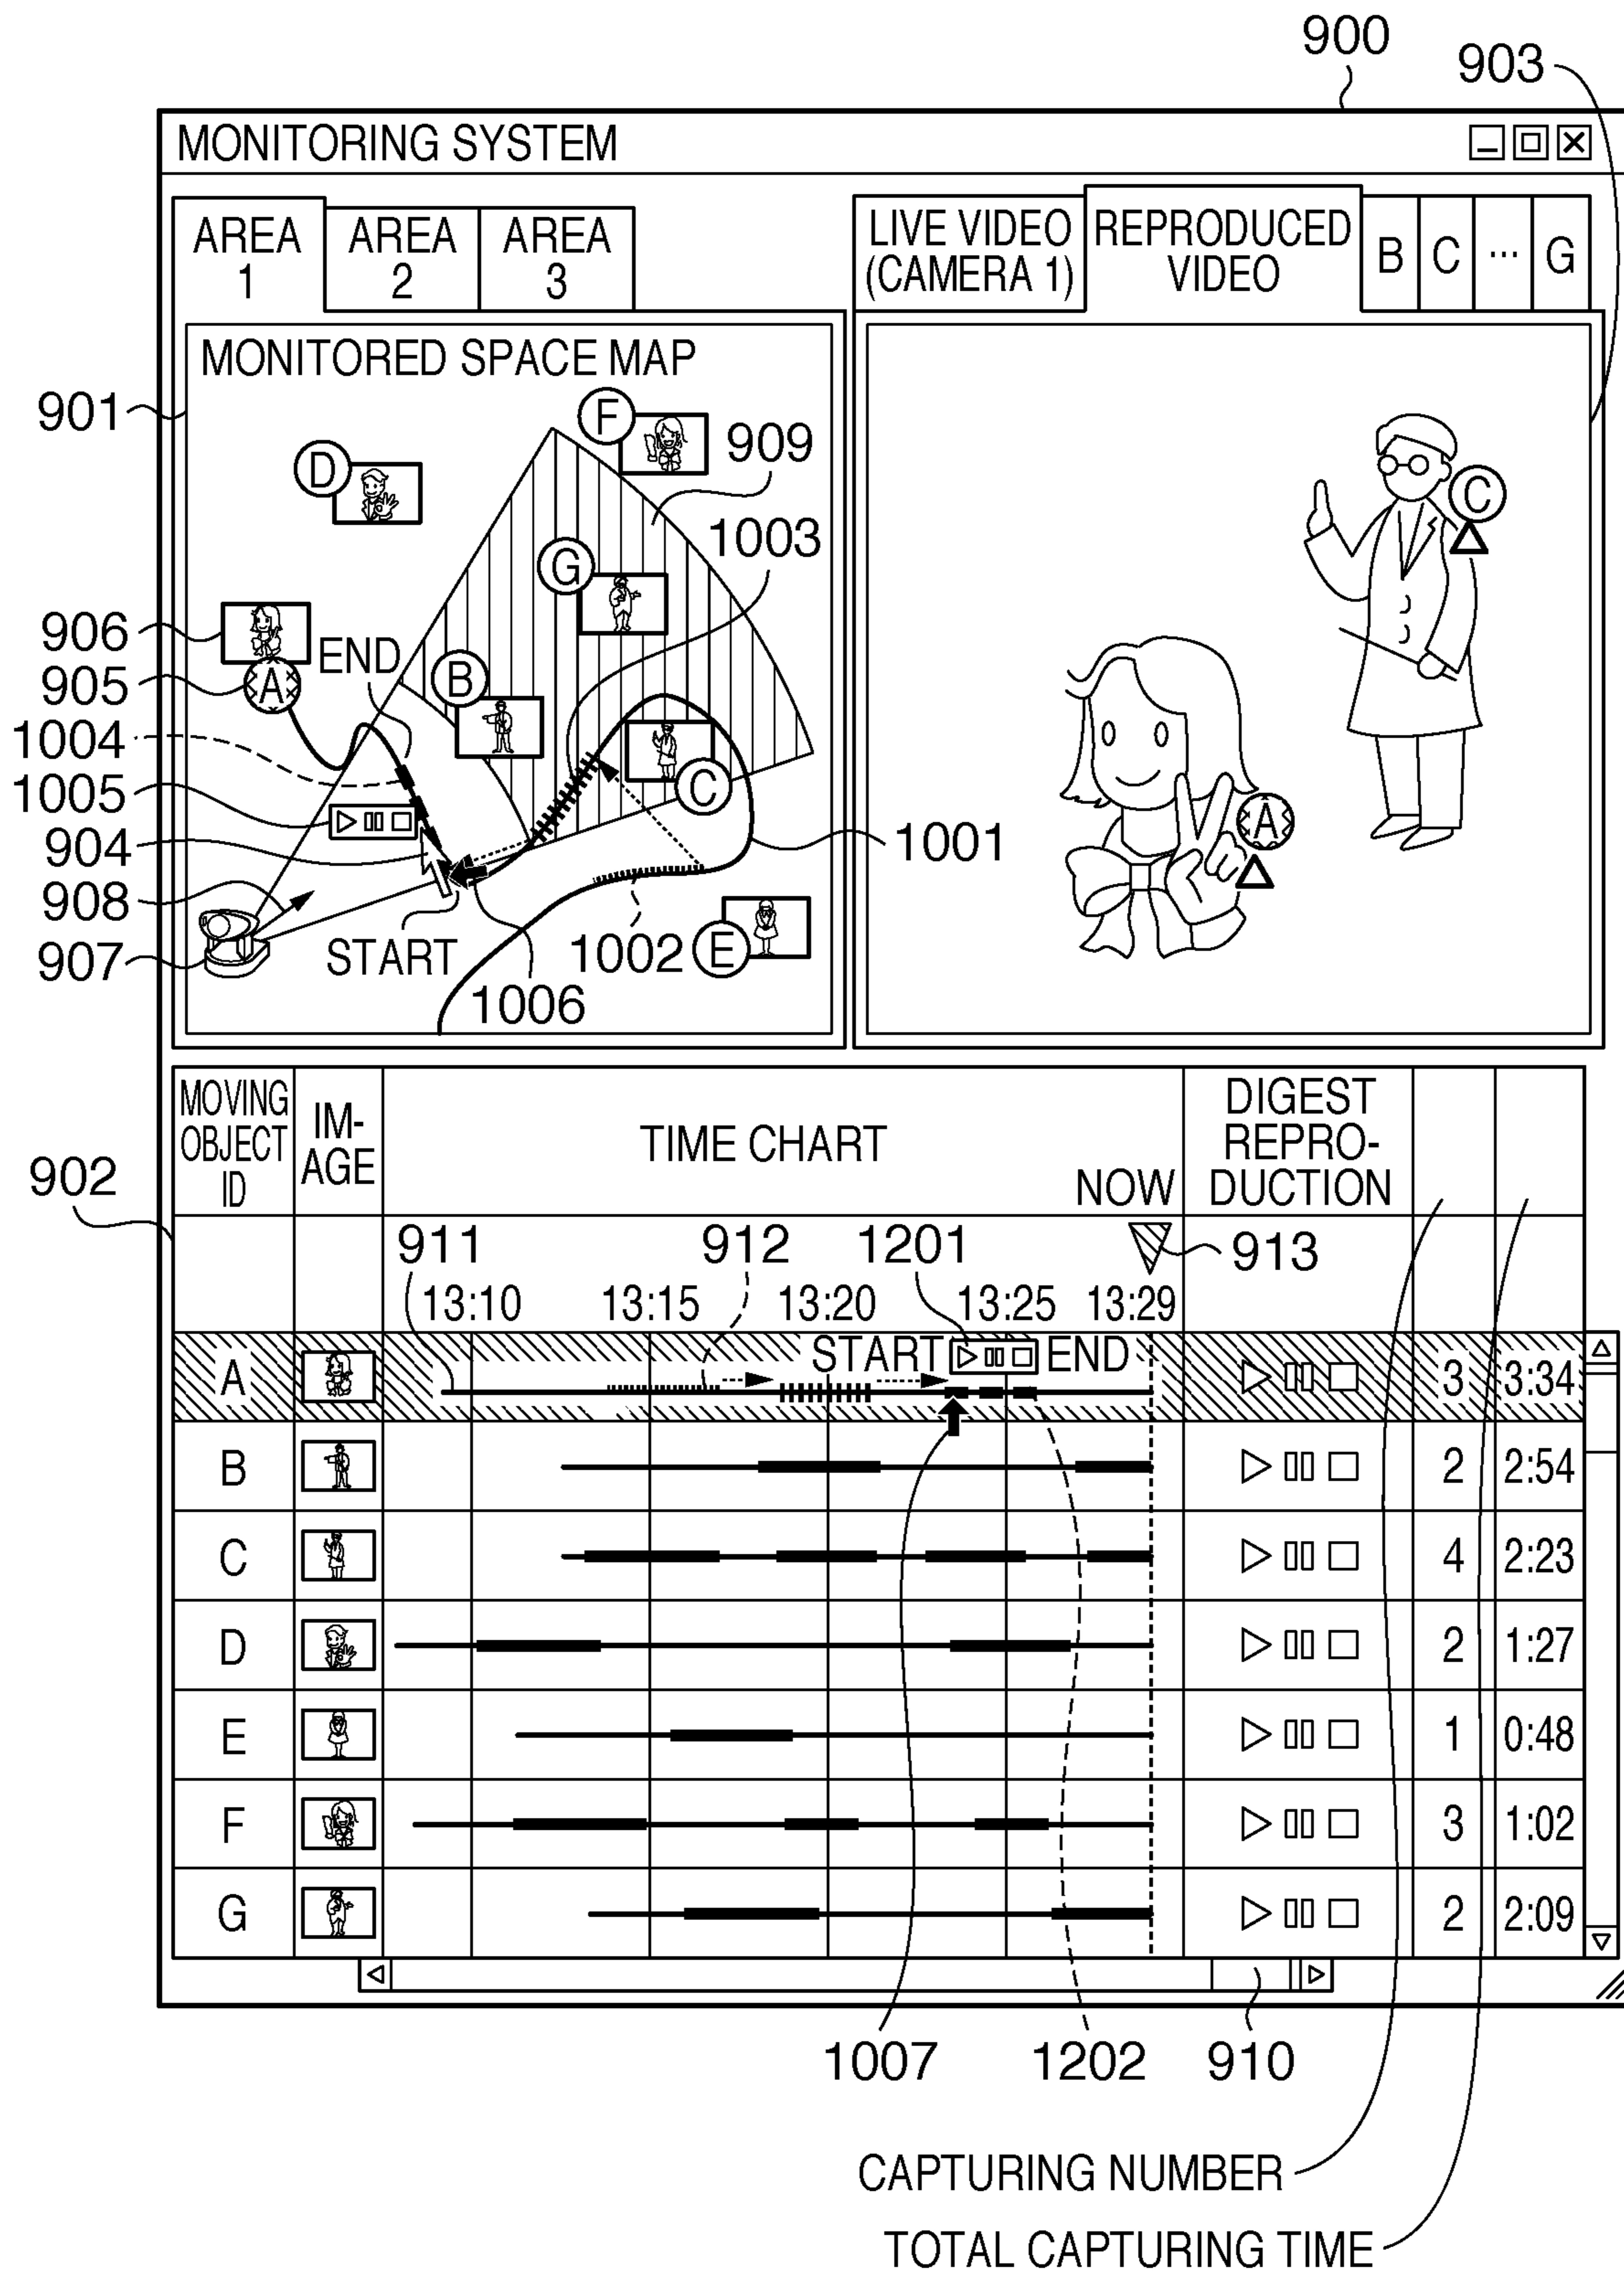 900
903
MONITORING SYSTEM
AREA 1
AREA 2
AREA 3
LIVE VIDEO (CAMERA 1)
REPRODUCED VIDEO
B
C
...
G
MONITORED SPACE MAP
901
F
909
D
1003
G
C
906
END
905
A
B
1004
1005
C
A
904
1001
908
907
START
1002
E
1006
MOVING OBJECT ID
IM-AGE
TIME CHART
NOW
DIGEST REPRO-DUCTION
902
911
912
1201
913
13:10 13:15 13:20 13:25 13:29
A START END 3 3:34
B 2 2:54
C 4 2:23
D 2 1:27
E 1 0:48
F 3 1:02
G 2 2:09
1007 1202 910
CAPTURING NUMBER
TOTAL CAPTURING TIME